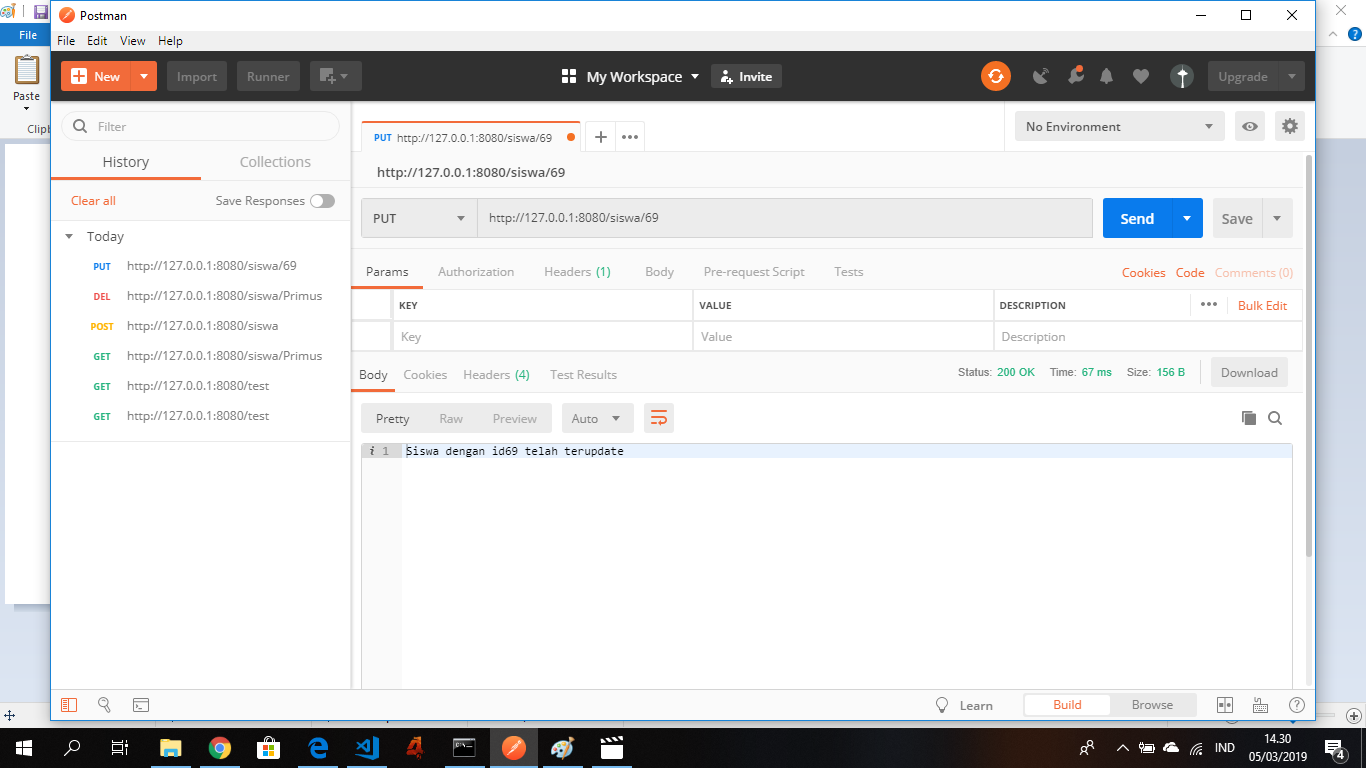 Postman
File
File Edit View Help
Paste
Clipb
New
Import
Runner
My Workspace
Invite
Upgrade
Filter
History
Collections
Clear all
Save Responses
Today
PUT http://127.0.0.1:8080/siswa/69
DEL http://127.0.0.1:8080/siswa/Primus
POST http://127.0.0.1:8080/siswa
GET http://127.0.0.1:8080/siswa/Primus
GET http://127.0.0.1:8080/test
GET http://127.0.0.1:8080/test
PUT http://127.0.0.1:8080/siswa/69
No Environment
http://127.0.0.1:8080/siswa/69
PUT http://127.0.0.1:8080/siswa/69
Send
Save
Params Authorization Headers (1) Body Pre-request Script Tests
Cookies Code Comments (0)
KEY VALUE DESCRIPTION
Bulk Edit
Key Value Description
Body Cookies Headers (4) Test Results
Status: 200 OK Time: 67 ms Size: 156 B
Download
Pretty Raw Preview
Auto
i 1 Siswa dengan id69 telah terupdate
Learn
Build Browse
IND
14.30
05/03/2019
4